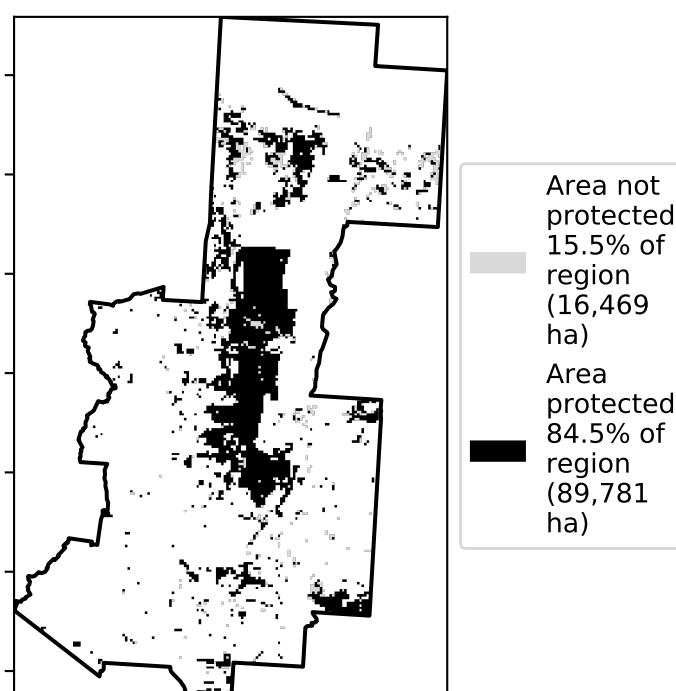 Area not
protected
15.5% of
region
(16,469
ha)
Area
protected
84.5% of
region
(89,781
ha)